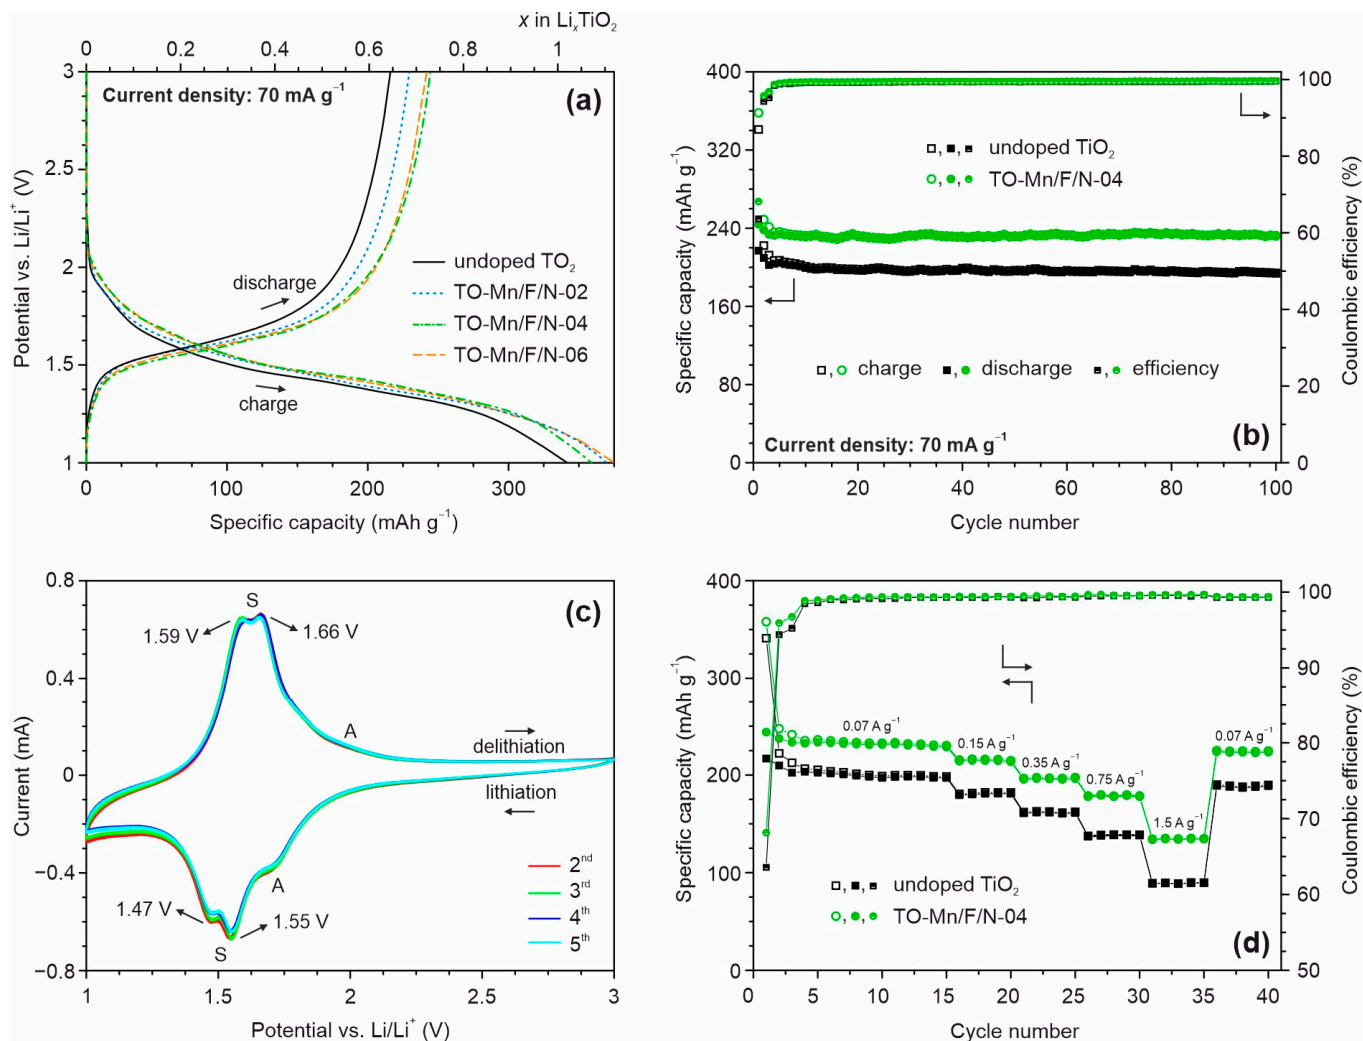 x in LixTiO2
0 0.2 0.4 0.6 0.8 1
Current density: 70 mA g−1
(a)
3
2.5
2
1.5
1
Potential vs. Li/Li+ (V)
discharge
charge
undoped TO2
TO-Mn/F/N-02
TO-Mn/F/N-04
TO-Mn/F/N-06
0 100 200 300
Specific capacity (mAh g−1)
400
320
240
160
80
0
Specific capacity (mAh g−1)
100
80
60
40
20
0
Coulombic efficiency (%)
, , undoped TiO2
, , TO-Mn/F/N-04
, charge , discharge , efficiency
(b)
Current density: 70 mA g−1
0 20 40 60 80 100
Cycle number
0.8
0.4
0
−0.4
−0.8
Current (mA)
(c)
S
1.59 V
1.66 V
A
delithiation
lithiation
A
1.47 V
1.55 V
S
2nd
3rd
4th
5th
1 1.5 2 2.5 3
Potential vs. Li/Li+ (V)
400
300
200
100
0
Specific capacity (mAh g−1)
100
90
80
70
60
50
Coulombic efficiency (%)
0.07 A g−1
0.15 A g−1
0.35 A g−1
0.75 A g−1
1.5 A g−1
0.07 A g−1
, , undoped TiO2
, , TO-Mn/F/N-04
(d)
0 5 10 15 20 25 30 35 40
Cycle number